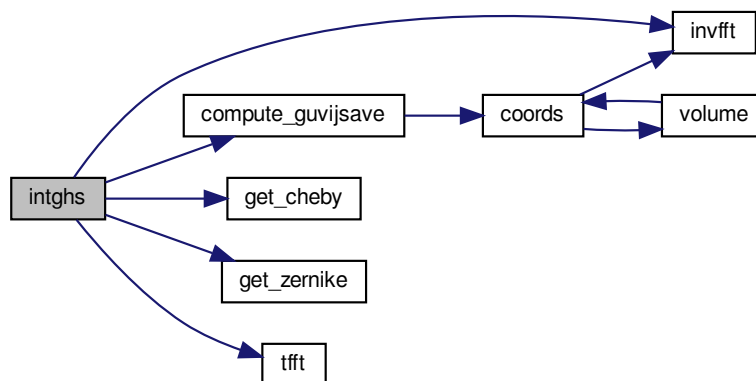 invfft
compute_guvijsave
coords
volume
intghs
get_cheby
get_zernike
tfft